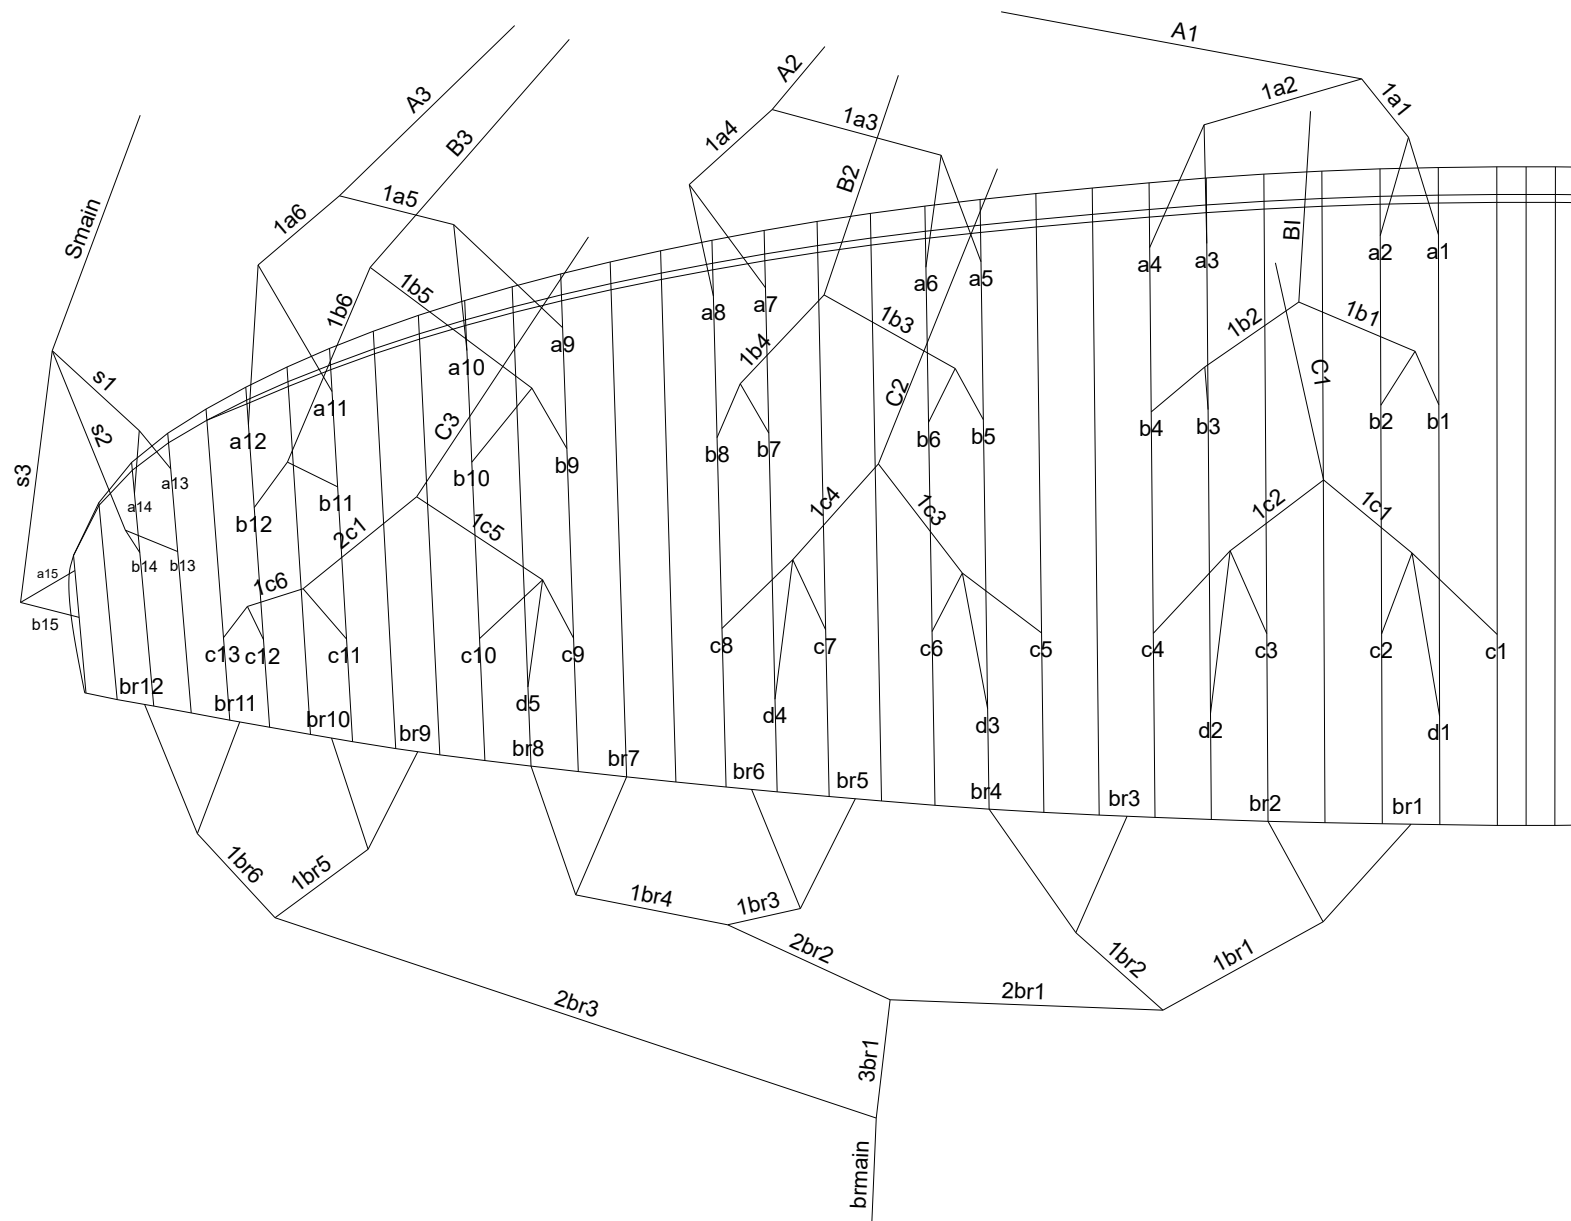 A1
A2
1a2
1a1
A3
1a3
1a4
B3
B2
1a5
1a6
Smain
BI
a2
a1
a4
a3
a6
a5
1b5
1b6
a8
a7
1b3
1b2
1b1
a9
1b4
a10
C1
s1
C2
a11
b2
b1
b4
b3
C3
s2
a12
b6
b5
b8
b7
b9
s3
b10
a13
a14
b11
b12
1c4
1c3
1c2
1c1
1c5
2c1
b14
b13
a15
1c6
b15
c13
c12
c11
c10
c9
c8
c7
c6
c5
c4
c3
c2
c1
br12
br11
d5
d4
d3
d2
d1
br10
br9
br8
br7
br6
br5
br4
br3
br2
br1
1br6
1br5
1br4
1br3
2br2
1br2
1br1
2br3
2br1
3br1
brmain